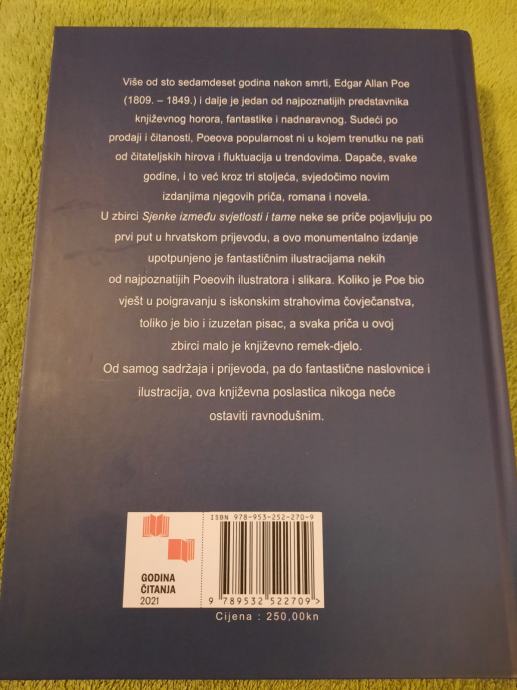 Više od sto sedamdeset godina nakon smrti, Edgar Allan Poe
(1809. – 1849.) i dalje je jedan od najpoznatijih predstavnika
književnog horora, fantastike i nadnaravnog. Sudeći po
prodaji i čitanosti, Poeova popularnost ni u kojem trenutku ne pati
od čitateljskih hirova i fluktuacija u trendovima. Dapače, svake
godine, i to već kroz tri stoljeća, svjedočimo novim
izdanjima njegovih priča, romana i novela.
U zbirci Sjenke između svjetlosti i tame neke se priče pojavljuju po
prvi put u hrvatskom prijevodu, a ovo monumentalno izdanje
upotpunjeno je fantastičnim ilustracijama nekih
od najpoznatijih Poeovih ilustratora i slikara. Koliko je Poe bio
vješt u poigravanju s iskonskim strahovima čovječanstva,
toliko je bio i izuzetan pisac, a svaka priča u ovoj
zbirci malo je književno remek-djelo.
Od samog sadržaja i prijevoda, pa do fantastične naslovnice i
ilustracija, ova književna poslastica nikoga neće
ostaviti ravnodušnim.
ISBN 978-953-252-270-9
GODINA
ČITANJA
2021
9 789532 522709 >
Cijena : 250,00kn